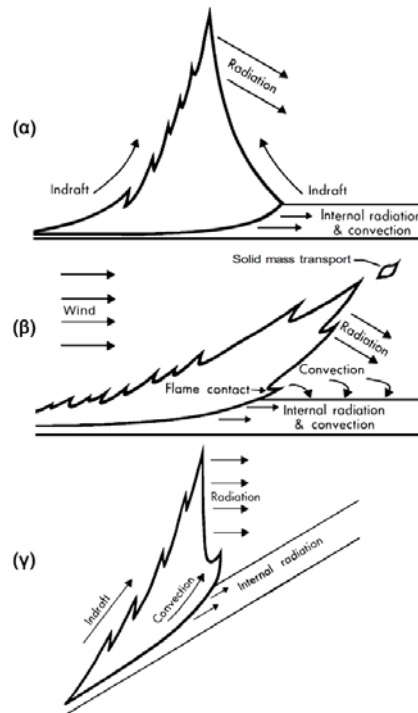 (α)
Radiation
Indraft
Indraft
Internal radiation
& convection
Solid mass transport
(β)
Wind
Radiation
Convection
Flame contact
Internal radiation
& convection
(γ)
Radiation
Indraft
Convection
Internal radiation